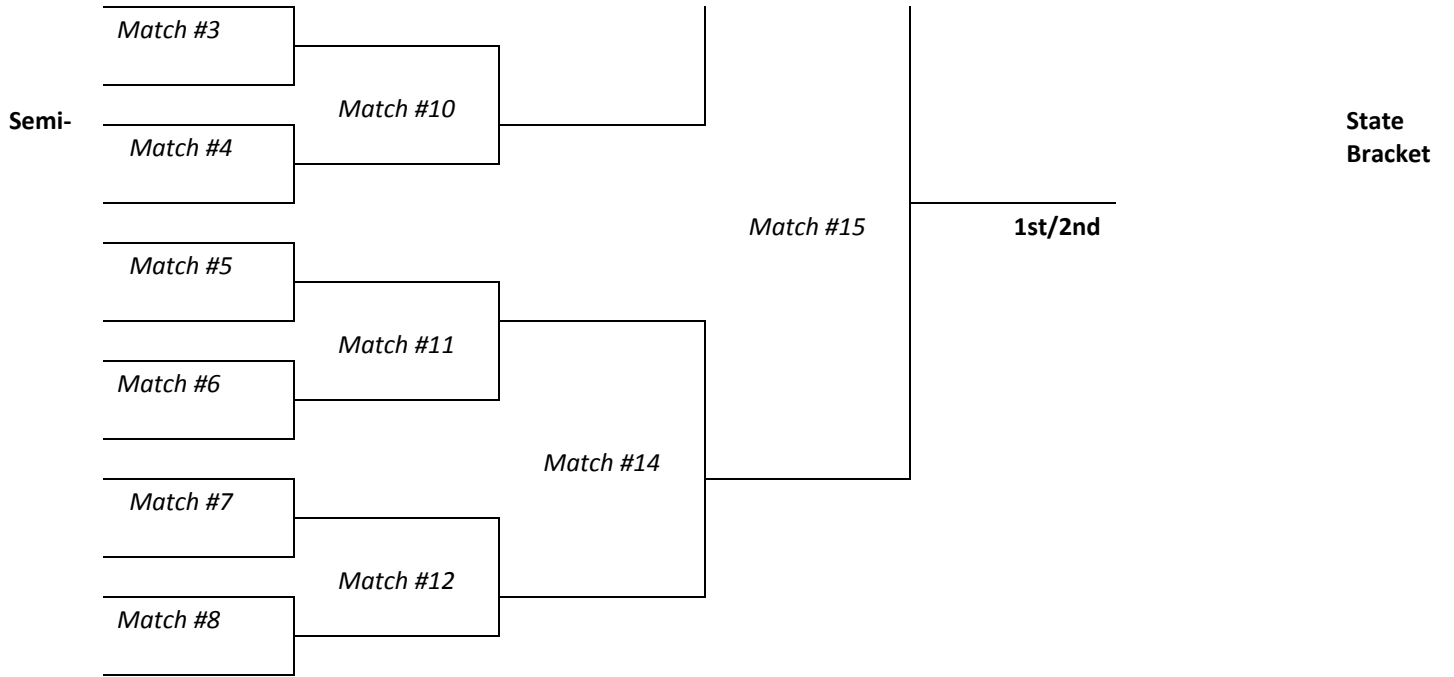 Match #3
Match #10
Semi-
State
Bracket
Match #4
Match #15
1st/2nd
Match #5
Match #11
Match #6
Match #14
Match #7
Match #12
Match #8